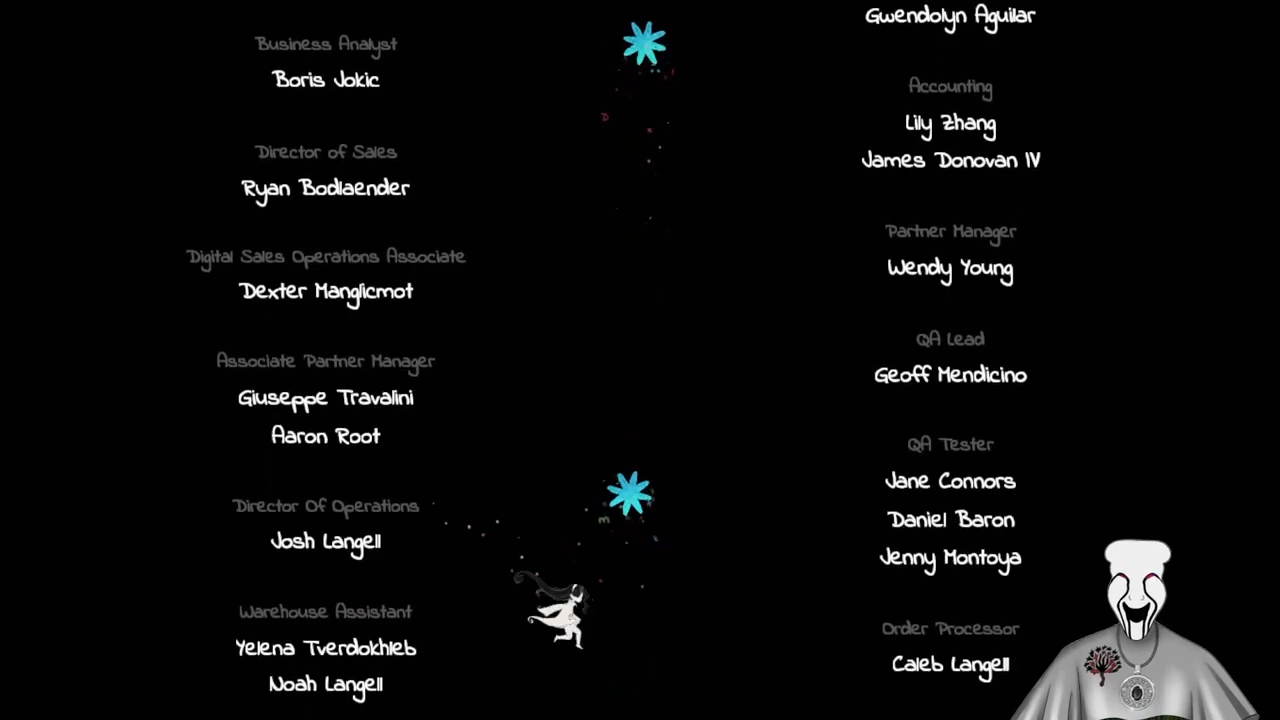 Business Analyst
Boris Jokic
Director of Sales
Ryan Bodlaender
Digital Sales Operations Associate
Dexter Manglicmot
Associate Partner Manager
Giuseppe Travalini
Aaron Root
Director Of Operations
Josh Langell
Warehouse Assistant
Yelena Tverdokhleb
Noah Langell
Gwendolyn Aguilar
Accounting
Lily Zhang
James Donovan IV
Partner Manager
Wendy Young
QA Lead
Geoff Mendicino
QA Tester
Jane Connors
Daniel Baron
Jenny Montoya
Order Processor
Caleb Langell